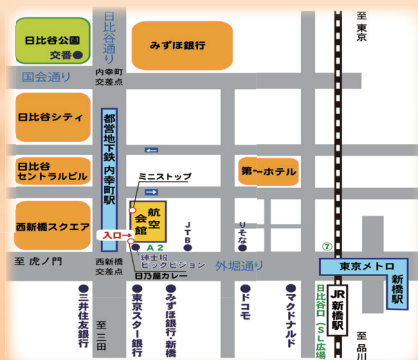 日比谷公園
交番
日比谷通り
みずほ銀行
至 東京
国会通り
内幸町
交差点
日比谷シティ
都営地下鉄 内幸町駅
日比谷
セントラルビル
ミニストップ
第一ホテル
西新橋スクエア
航空
会館
入口
A2
JTB
りそな
⑦
紳士服
ビックビジョン
至 虎ノ門
西新橋
交差点
外堀通り
日乃屋カレー
東京メトロ
新橋駅
三井住友銀行
至 三田
東京スター銀行
みずほ銀行・新橋
ドコモ
マクドナルド
日比谷口(SL広場)
JR
新橋駅
至 品川